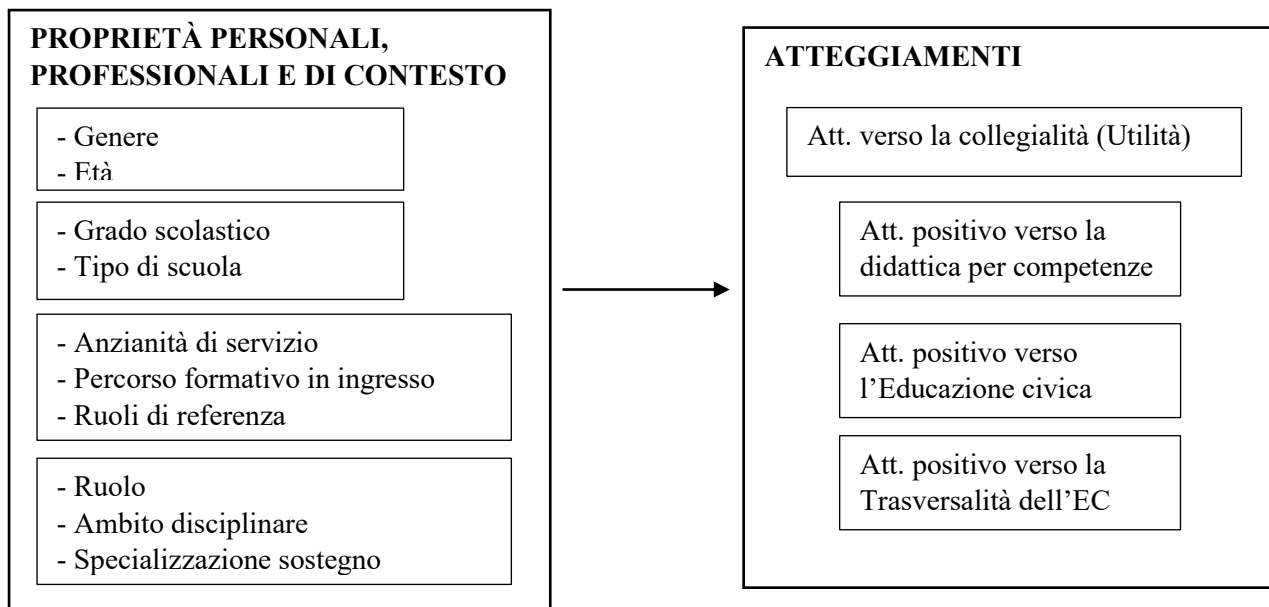 PROPRIETÀ PERSONALI,
PROFESSIONALI E DI CONTESTO
- Genere
- Età
- Grado scolastico
- Tipo di scuola
- Anzianità di servizio
- Percorso formativo in ingresso
- Ruoli di referenza
- Ruolo
- Ambito disciplinare
- Specializzazione sostegno
ATTEGGIAMENTI
Att. verso la collegialità (Utilità)
Att. positivo verso la
didattica per competenze
Att. positivo verso
l’Educazione civica
Att. positivo verso la
Trasversalità dell’EC